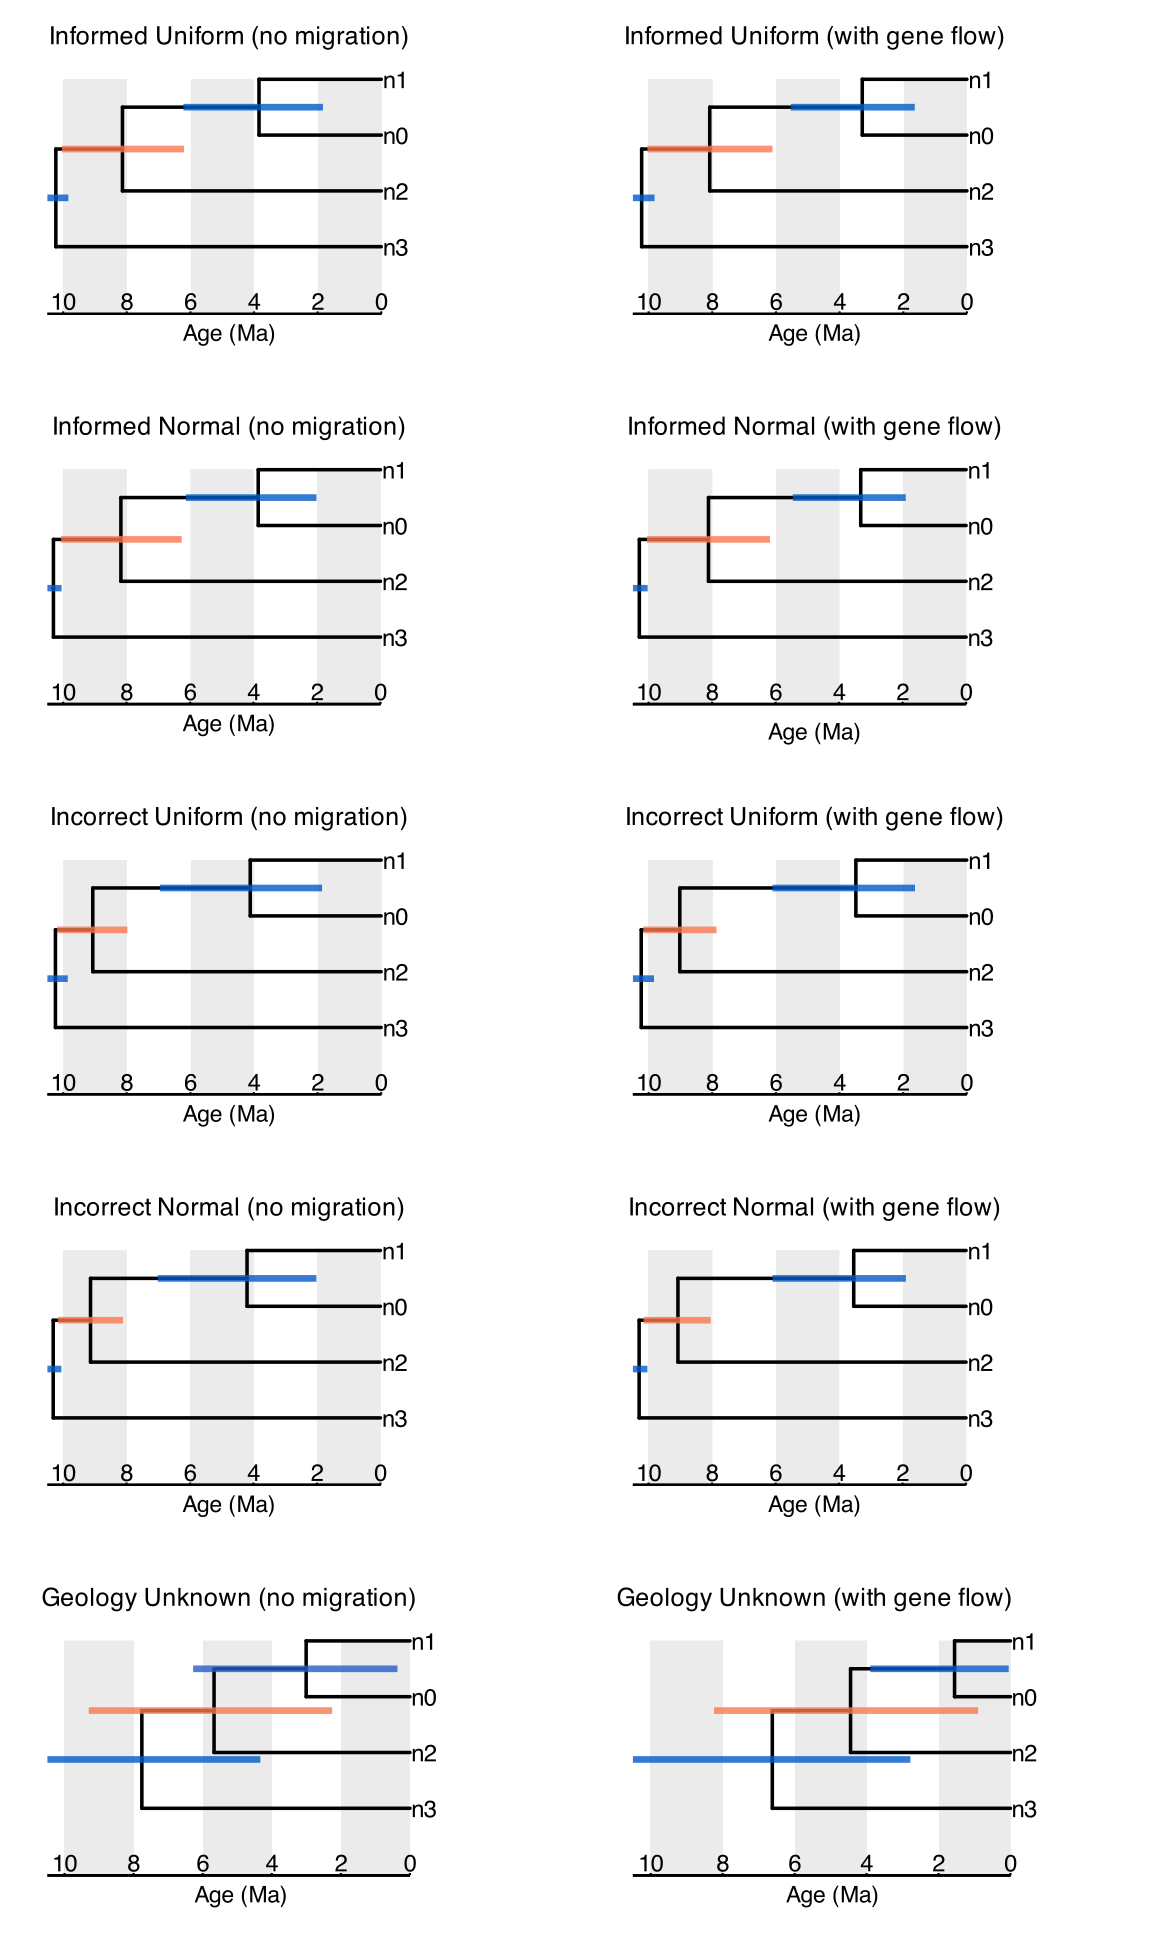 Informed Uniform (no migration)
n1
n0
n2
n3
10 8 6 4 2 0
Age (Ma)
Informed Uniform (with gene flow)
n1
n0
n2
n3
10 8 6 4 2 0
Age (Ma)
Informed Normal (no migration)
n1
n0
n2
n3
10 8 6 4 2 0
Age (Ma)
Informed Normal (with gene flow)
n1
n0
n2
n3
10 8 6 4 2 0
Age (Ma)
Incorrect Uniform (no migration)
n1
n0
n2
n3
10 8 6 4 2 0
Age (Ma)
Incorrect Uniform (with gene flow)
n1
n0
n2
n3
10 8 6 4 2 0
Age (Ma)
Incorrect Normal (no migration)
n1
n0
n2
n3
10 8 6 4 2 0
Age (Ma)
Incorrect Normal (with gene flow)
n1
n0
n2
n3
10 8 6 4 2 0
Age (Ma)
Geology Unknown (no migration)
n1
n0
n2
n3
10 8 6 4 2 0
Age (Ma)
Geology Unknown (with gene flow)
n1
n0
n2
n3
10 8 6 4 2 0
Age (Ma)